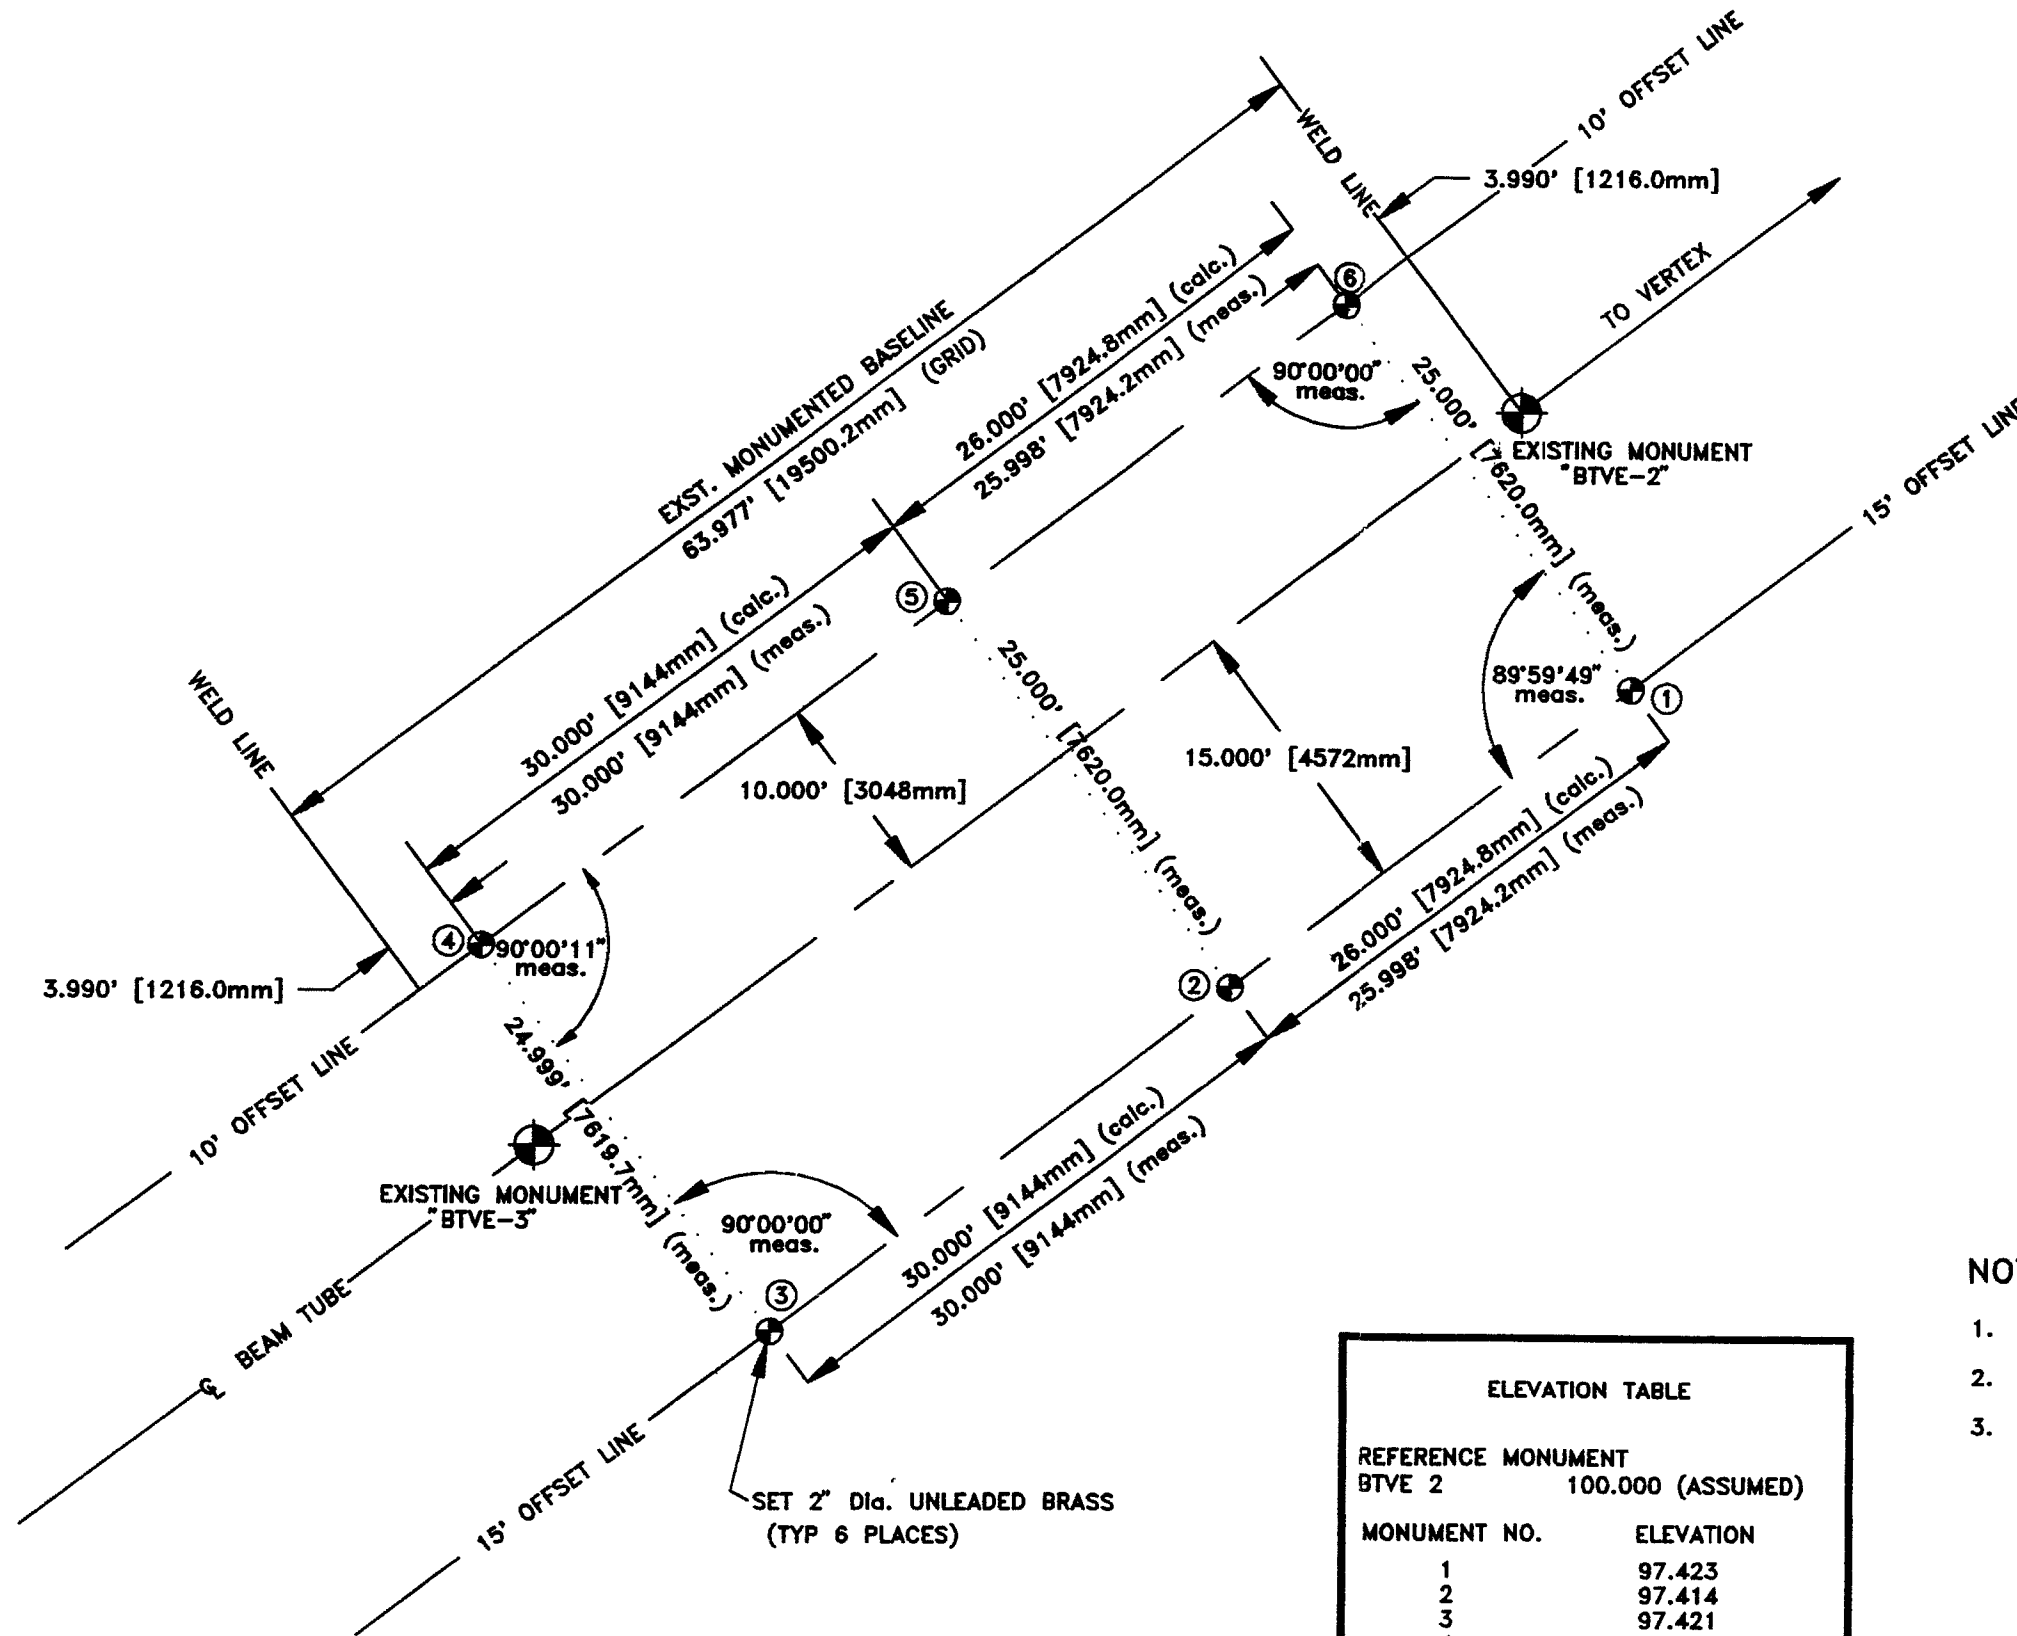 10' OFFSET LINE
WELD LINE
3.990' [1216.0mm]
TO VERTEX
EXST. MONUMENTED BASELINE
63.977' [19500.2mm] (GRID)
26.000' [7924.8mm] (calc.)
25.998' [7924.2mm] (meas.)
6
90°00'00"
meas.
25.000' [7620.0mm] (meas.)
EXISTING MONUMENT
"BTVE-2"
15' OFFSET LINE
30.000' [9144mm] (calc.)
30.000' [9144mm] (meas.)
5
25.000' [7620.0mm] (meas.)
89°59'49"
meas.
1
WELD LINE
10.000' [3048mm]
15.000' [4572mm]
26.000' [7924.8mm] (calc.)
25.998' [7924.2mm] (meas.)
4
90°00'11"
meas.
3.990' [1216.0mm]
2
24.999' [7619.7mm] (meas.)
10' OFFSET LINE
EXISTING MONUMENT
"BTVE-3"
90°00'00"
meas.
30.000' [9144mm] (calc.)
30.000' [9144mm] (meas.)
3
℄ BEAM TUBE
15' OFFSET LINE
SET 2" Dia. UNLEADED BRASS
(TYP 6 PLACES)
ELEVATION TABLE
REFERENCE MONUMENT
BTVE 2 100.000 (ASSUMED)
MONUMENT NO. ELEVATION
1 97.423
2 97.414
3 97.421
1.
2.
3.